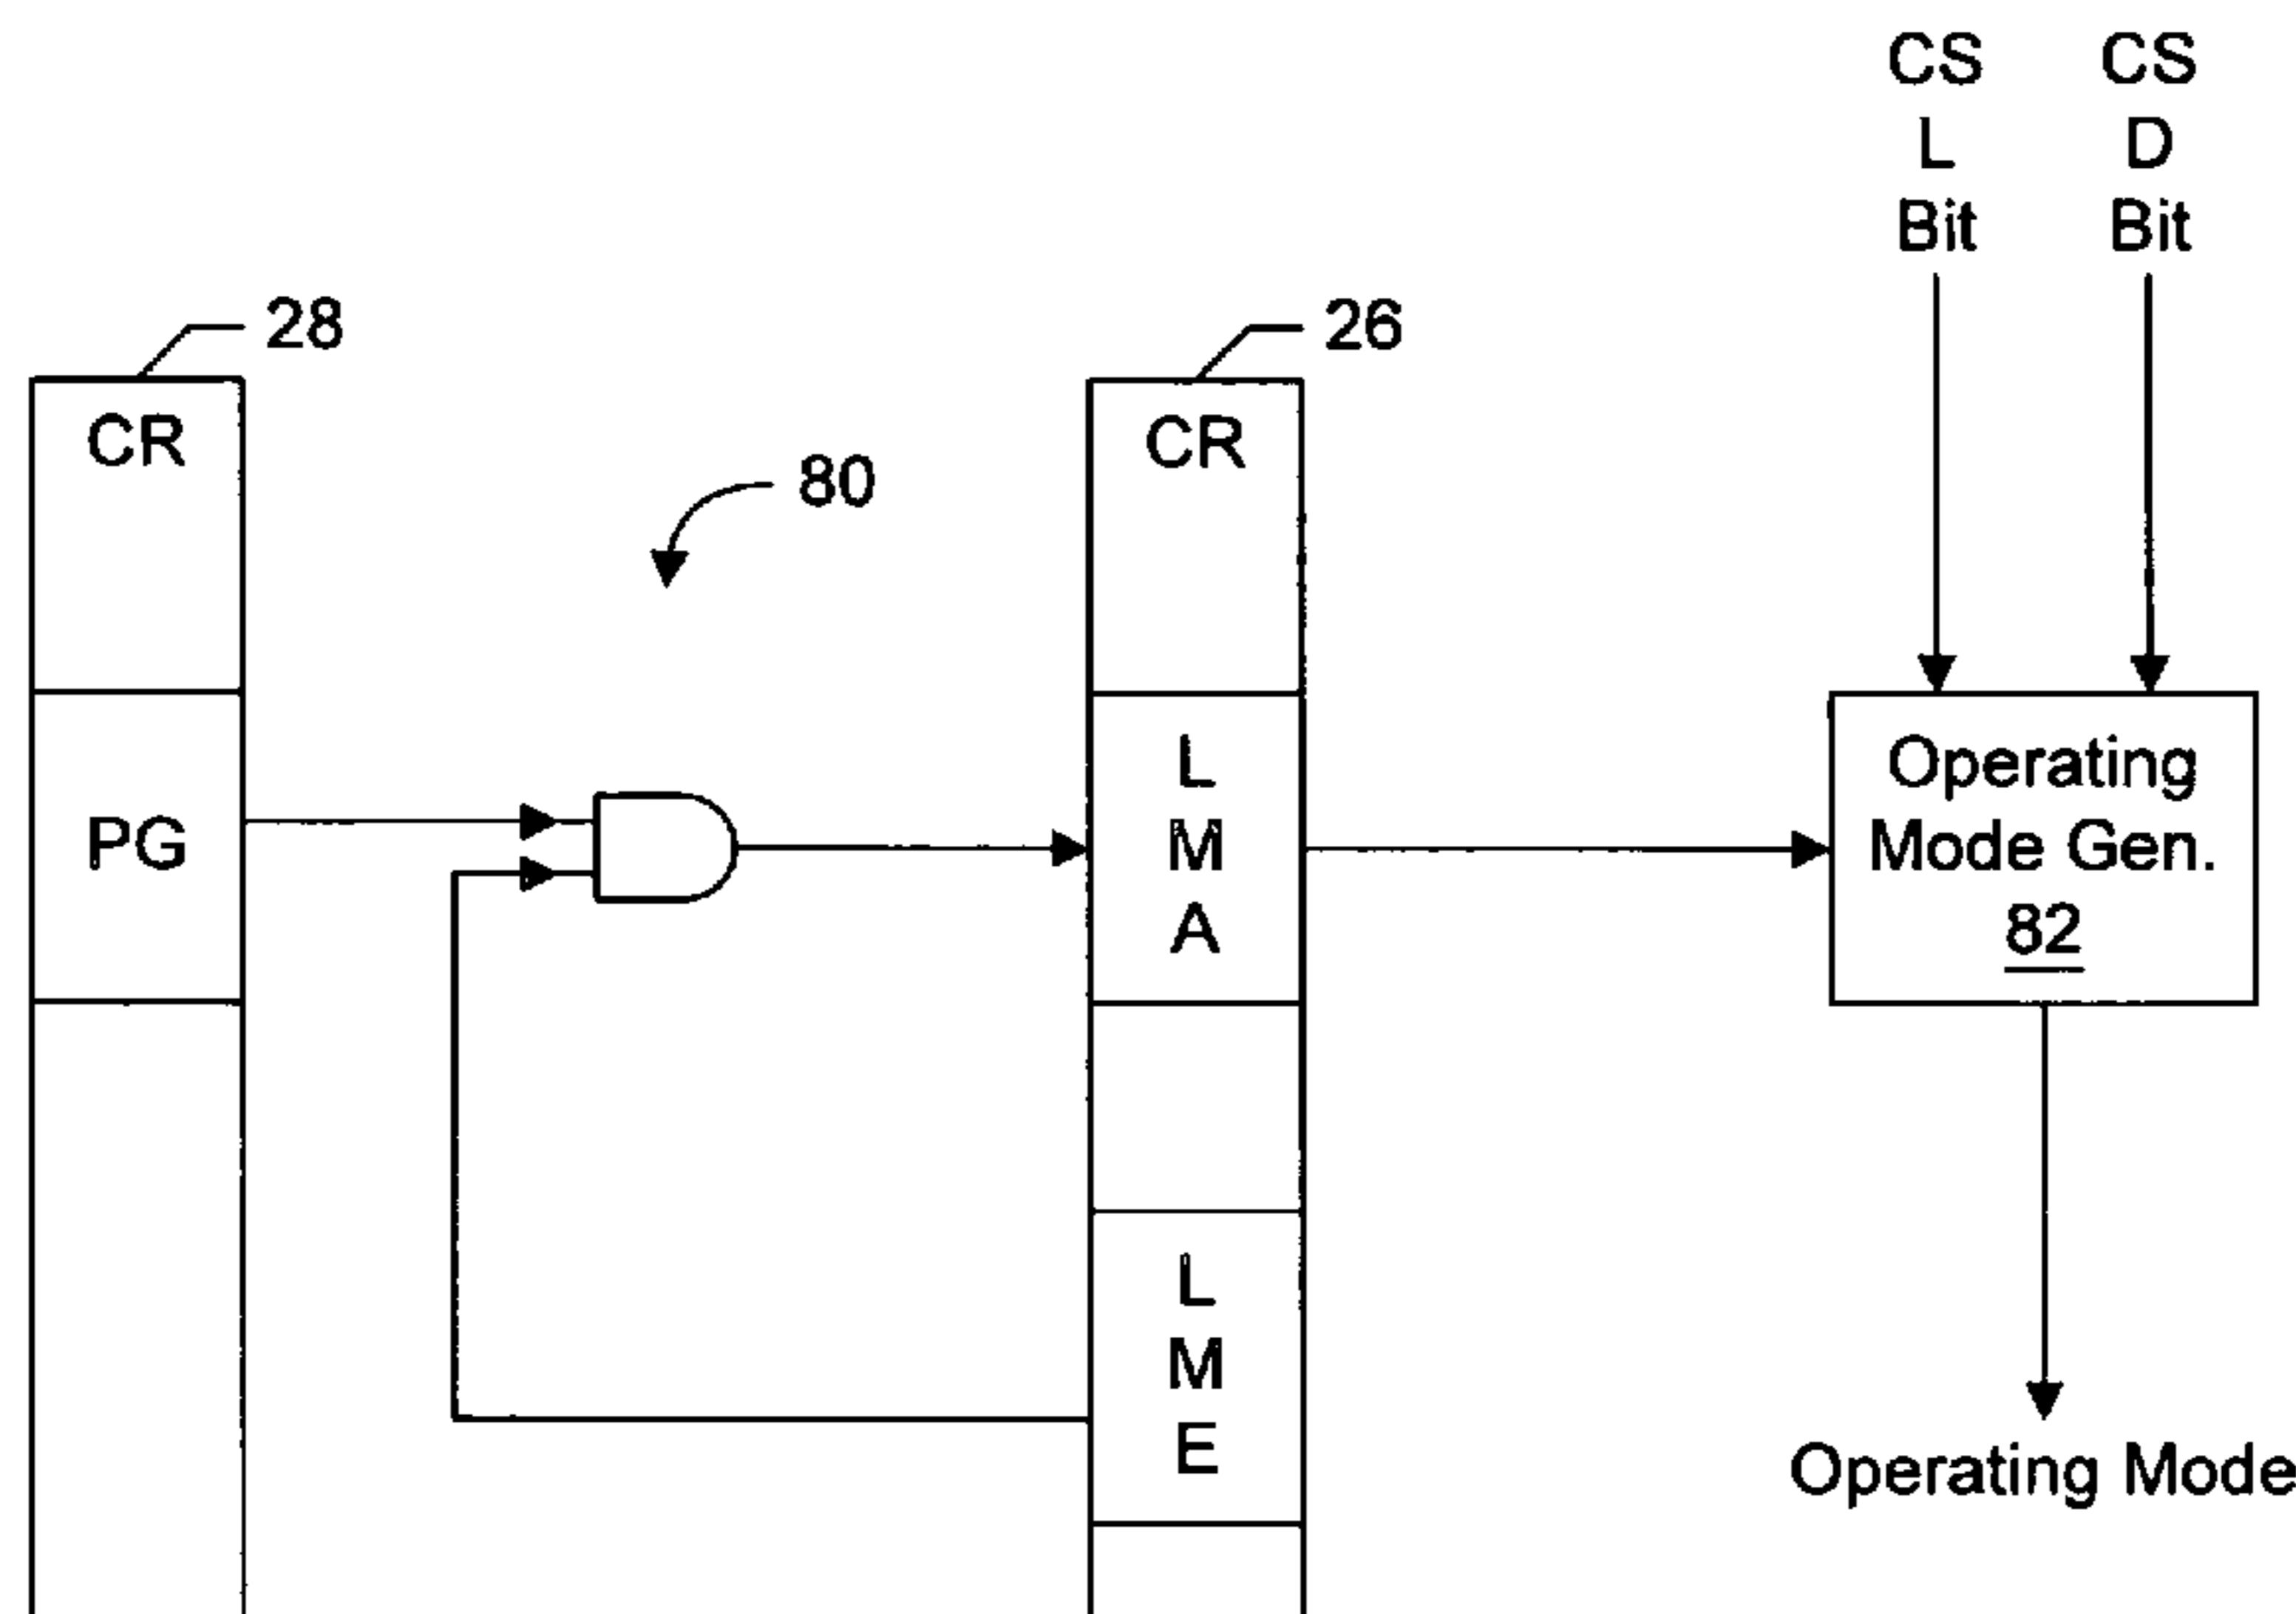 CS
L
Bit
CS
D
Bit
28
26
CR
CR
80
PG
L
M
A
Operating
Mode Gen.
82
L
M
E
Operating Mode